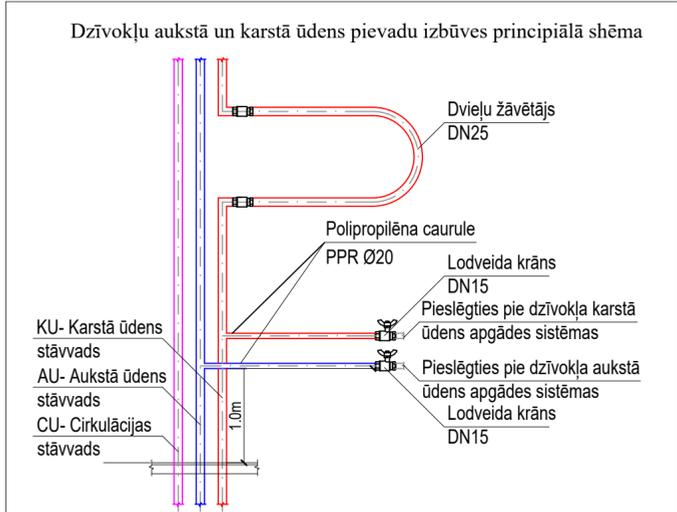 Dzīvokļu aukstā un karstā ūdens pievadu izbūves principiālā shēma
Dvieļu žāvētājs
DN25
Polipropilēna caurule
PPR Ø20
Lodveida krāns
DN15
Pieslēgties pie dzīvokļa karstā
ūdens apgādes sistēmas
KU- Karstā ūdens
stāvvads
AU- Aukstā ūdens
stāvvads
CU- Cirkulācijas
stāvvads
1.0m
Pieslēgties pie dzīvokļa aukstā
ūdens apgādes sistēmas
Lodveida krāns
DN15